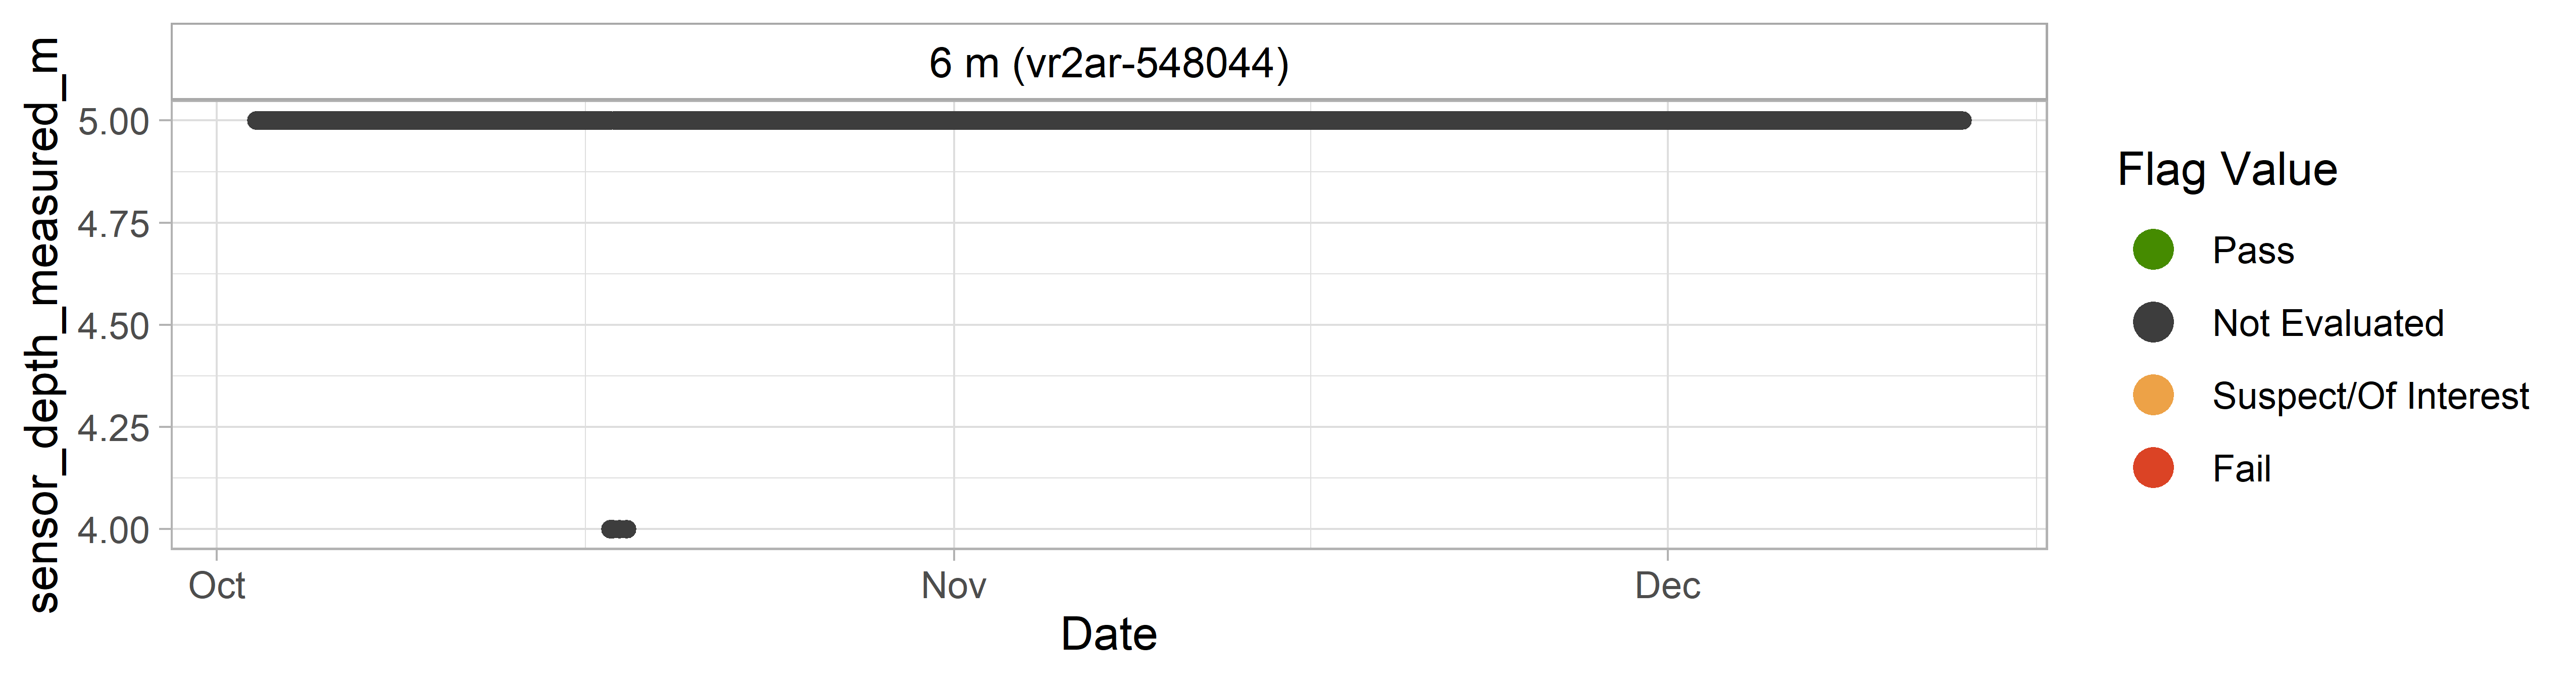 6 m (vr2ar-548044)
sensor_depth_measured_m
5.00
4.75
4.50
4.25
4.00
Oct
Nov
Dec
Date
Flag Value
Pass
Not Evaluated
Suspect/Of Interest
Fail